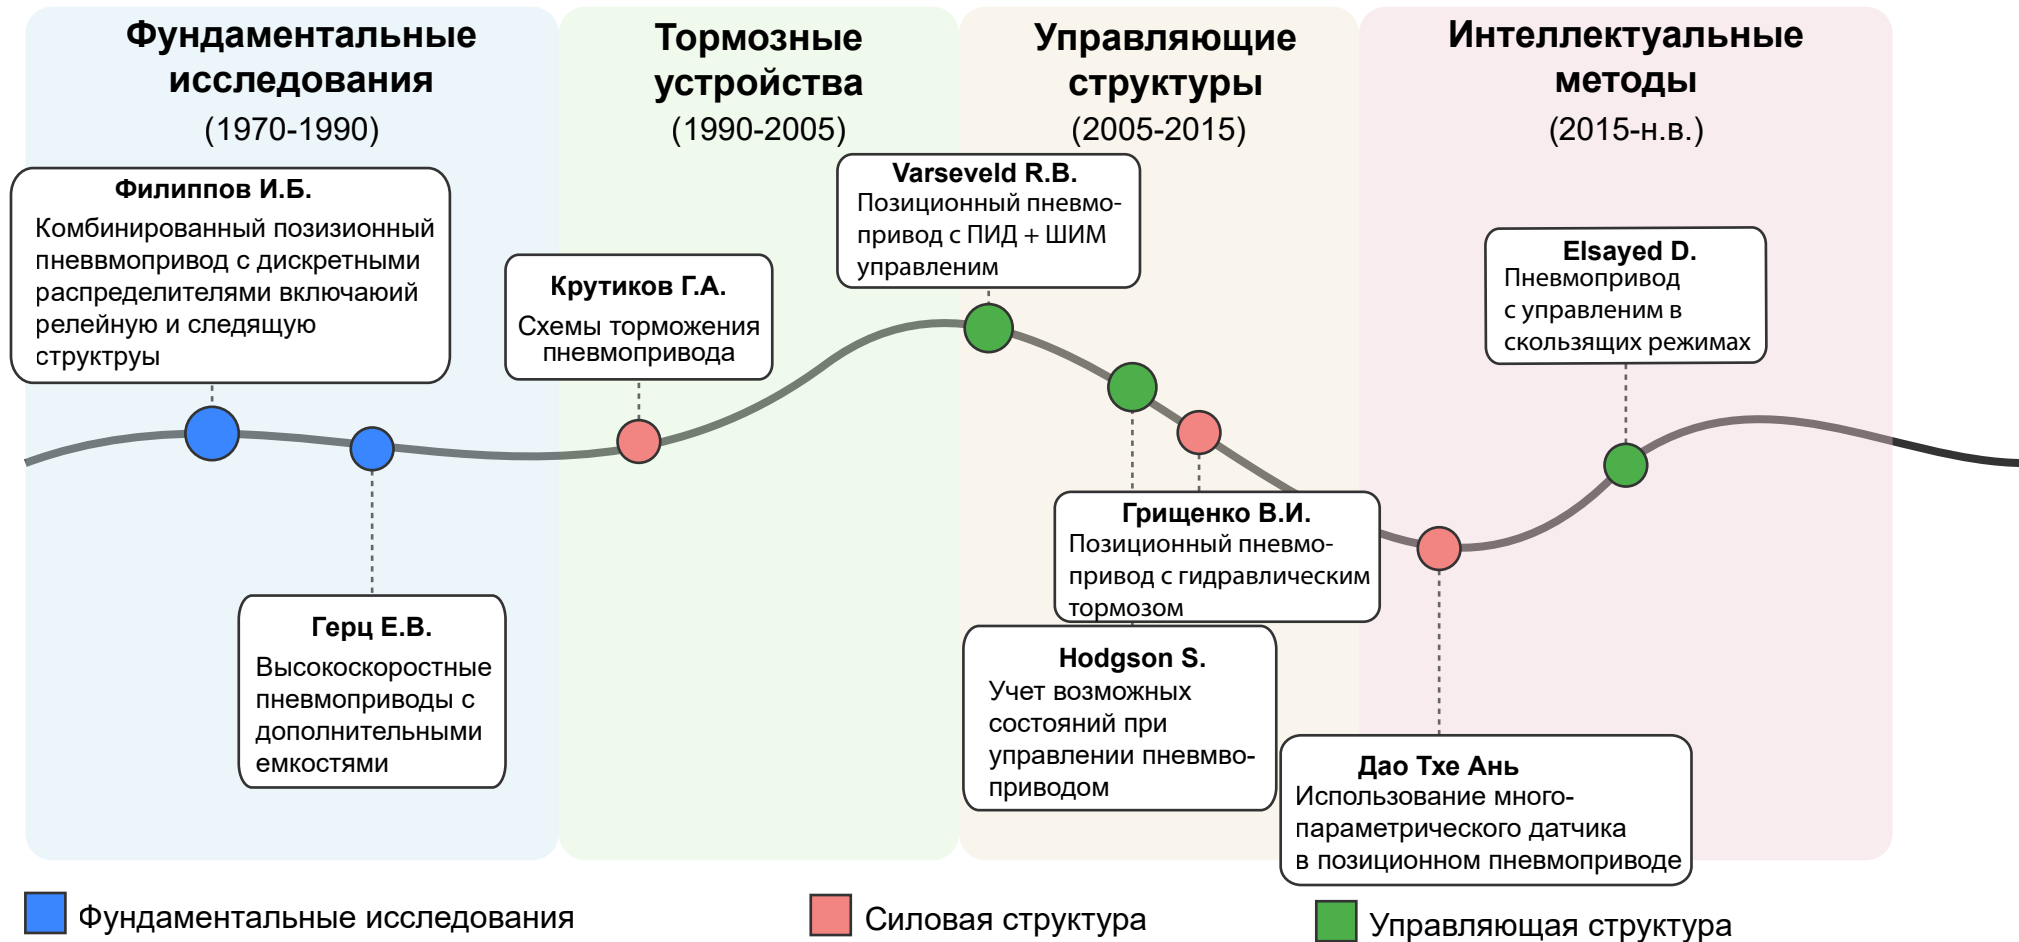 Фундаментальные
исследования
(1970-1990)
Тормозные
устройства
(1990-2005)
Управляющие
структуры
(2005-2015)
Интеллектуальные
методы
(2015-н.в.)
Филиппов И.Б.
Комбинированный позизионный
пневвмопривод с дискретными
распределителями включаюий
релейную и следящую
структруы
Герц Е.В.
Высокоскоростные
пневмоприводы с
дополнительными
емкостями
Крутиков Г.А.
Схемы торможения
пневмопривода
Varseveld R.B.
Позиционный пневмо-
привод с ПИД + ШИМ
управленим
Грищенко В.И.
Позиционный пневмо-
привод с гидравлическим
тормозом
Hodgson S.
Учет возможных
состояний при
управлении пневмво-
приводом
Elsayed D.
Пневмопривод
с управленим в
скользящих режимах
Дао Тхе Ань
Использование много-
параметрического датчика
в позиционном пневмоприводе
Фундаментальные исследования
Силовая структура
Управляющая структура